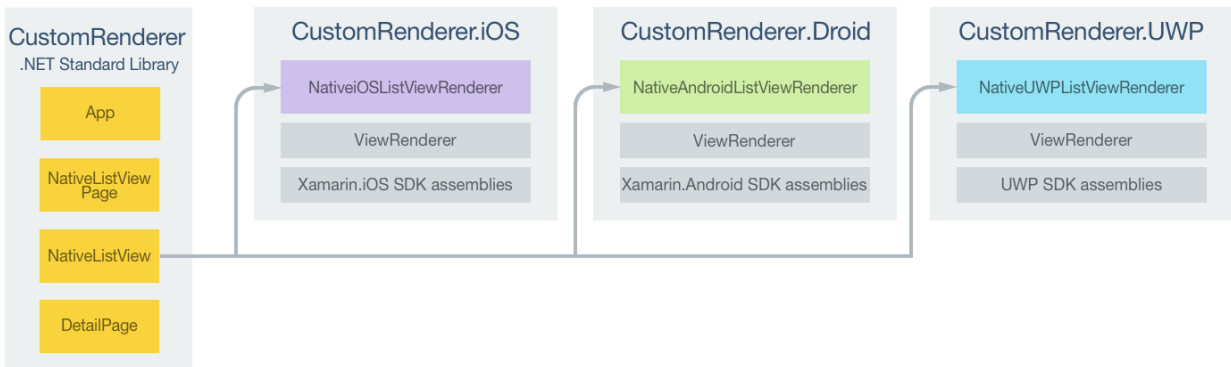 CustomRenderer
.NET Standard Library
App
NativeListView
Page
NativeListView
DetailPage
CustomRenderer.iOS
NativeiOSListViewRenderer
ViewRenderer
Xamarin.iOS SDK assemblies
CustomRenderer.Droid
NativeAndroidListViewRenderer
ViewRenderer
Xamarin.Android SDK assemblies
CustomRenderer.UWP
NativeUWPListViewRenderer
ViewRenderer
UWP SDK assemblies